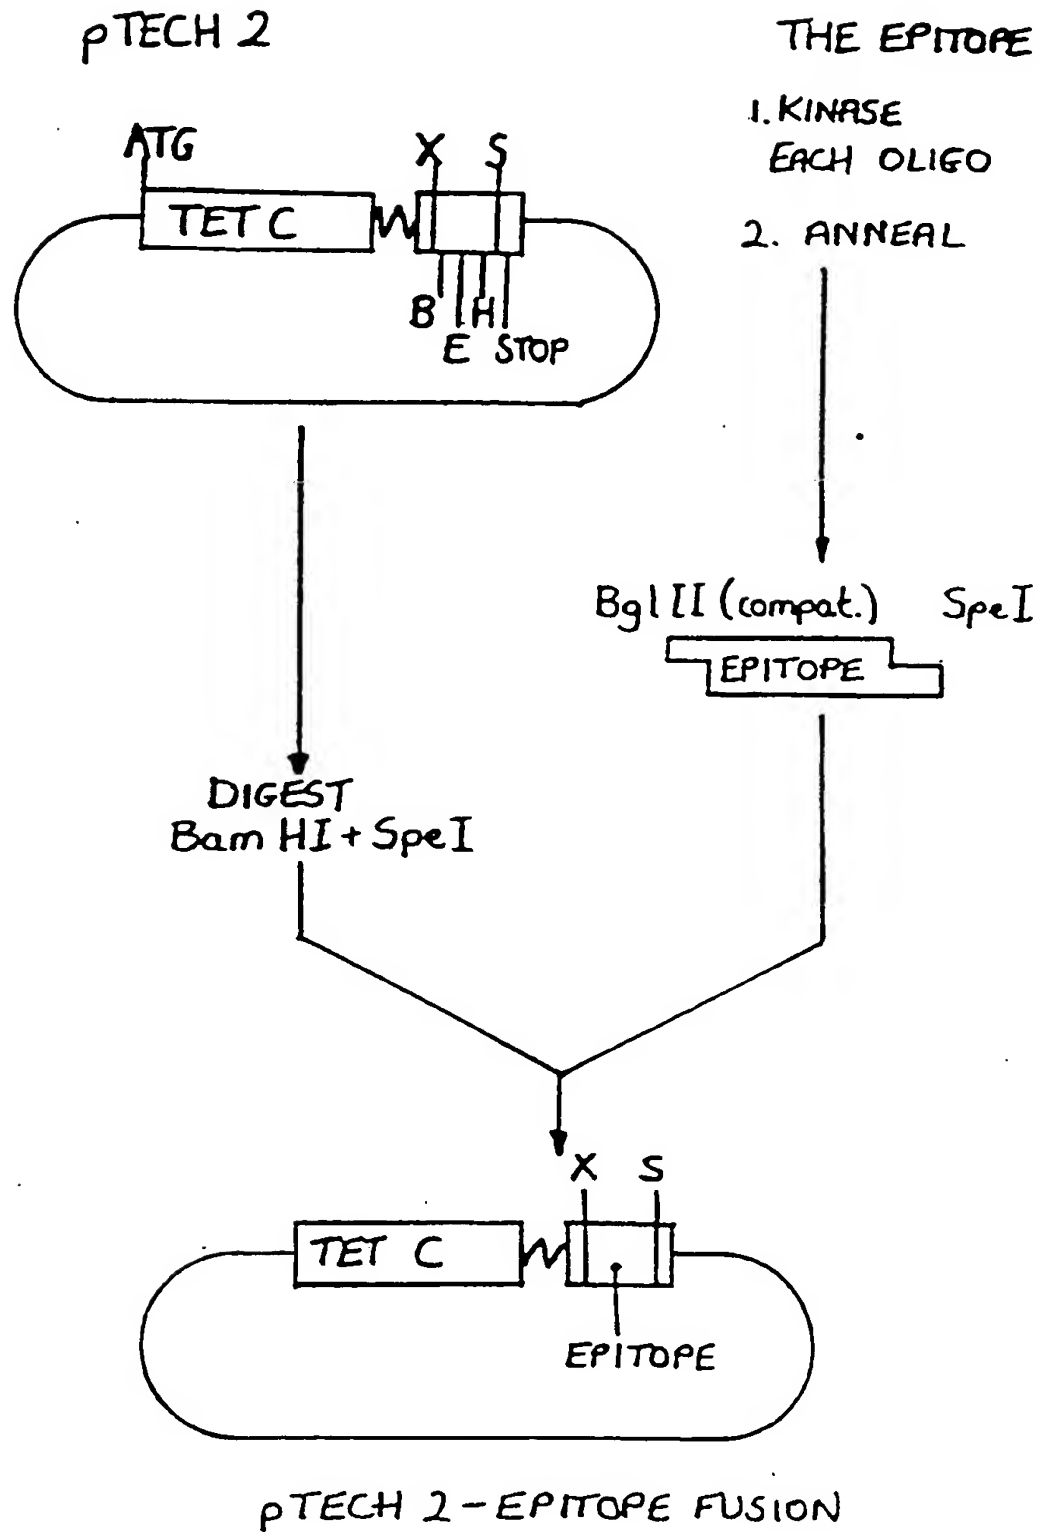 pTECH 2
THE EPITOPE
1. KINASE
EACH OLIGO
2. ANNEAL
ATG
X S
TET C
B H
E STOP
BglII (compat.) SpeI
EPITOPE
DIGEST
Bam HI + SpeI
X S
TET C
EPITOPE
pTECH 2 - EPITOPE FUSION